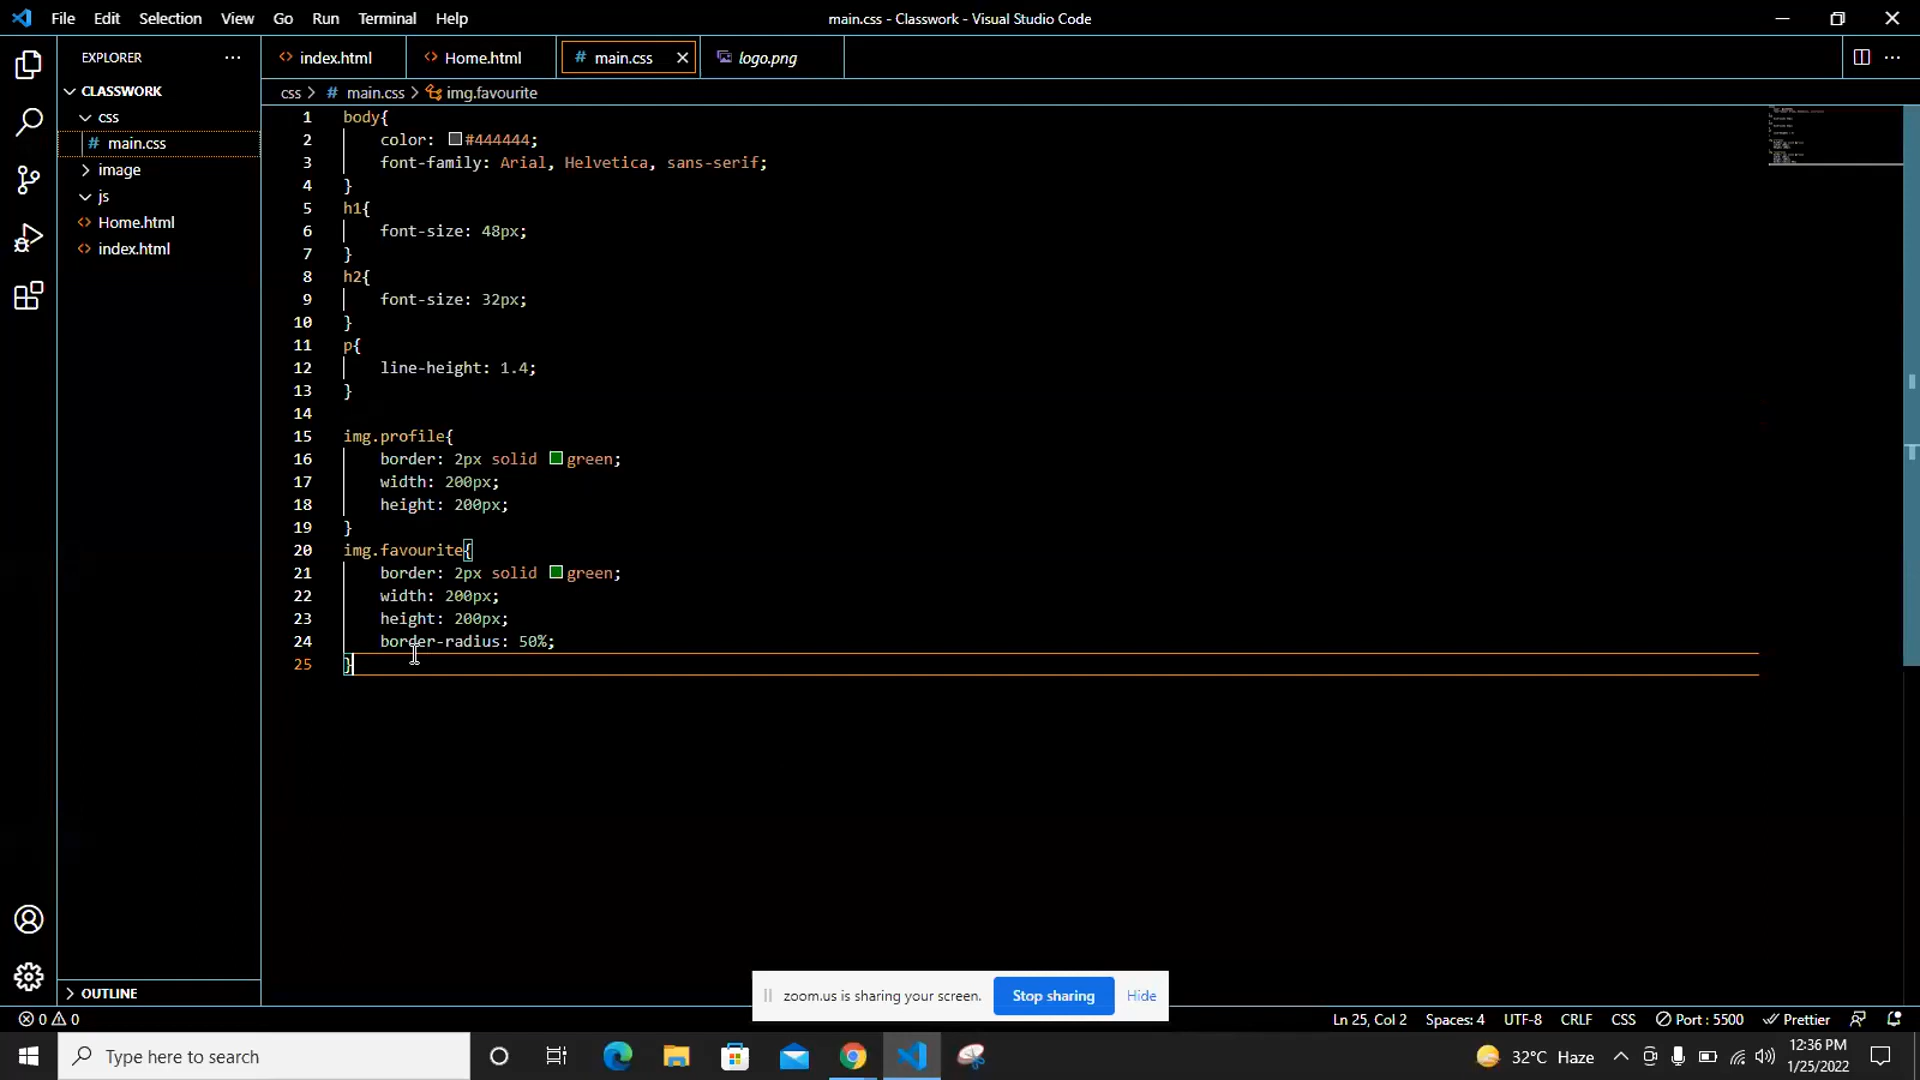 File Edit Selection View Go Run Terminal Help
main.css - Classwork - Visual Studio Code
EXPLORER
index.html
Home.html
# main.css
logo.png
CLASSWORK
css
# main.css
image
js
Home.html
index.html
css > # main.css > img.favourite
1 body{
2 color: #444444;
3 font-family: Arial, Helvetica, sans-serif;
4 }
5 h1{
6 font-size: 48px;
7 }
8 h2{
9 font-size: 32px;
10 }
11 p{
12 line-height: 1.4;
13 }
14
15 img.profile{
16 border: 2px solid green;
17 width: 200px;
18 height: 200px;
19 }
20 img.favourite{
21 border: 2px solid green;
22 width: 200px;
23 height: 200px;
24 border-radius: 50%;
25 }
OUTLINE
zoom.us is sharing your screen. Stop sharing Hide
0 0
Ln 25, Col 2 Spaces: 4 UTF-8 CRLF CSS Port : 5500 Prettier
Type here to search
32°C Haze
12:36 PM
1/25/2022